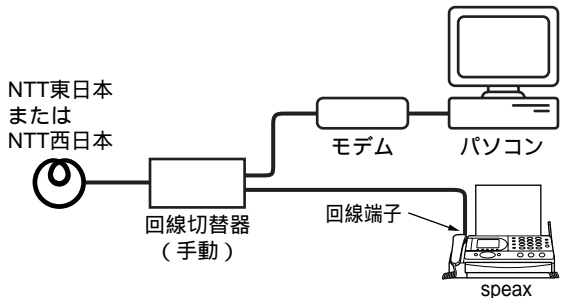 NTT東日本
または
NTT西日本
モデム
パソコン
回線切替器
（手動）
回線端子
speax